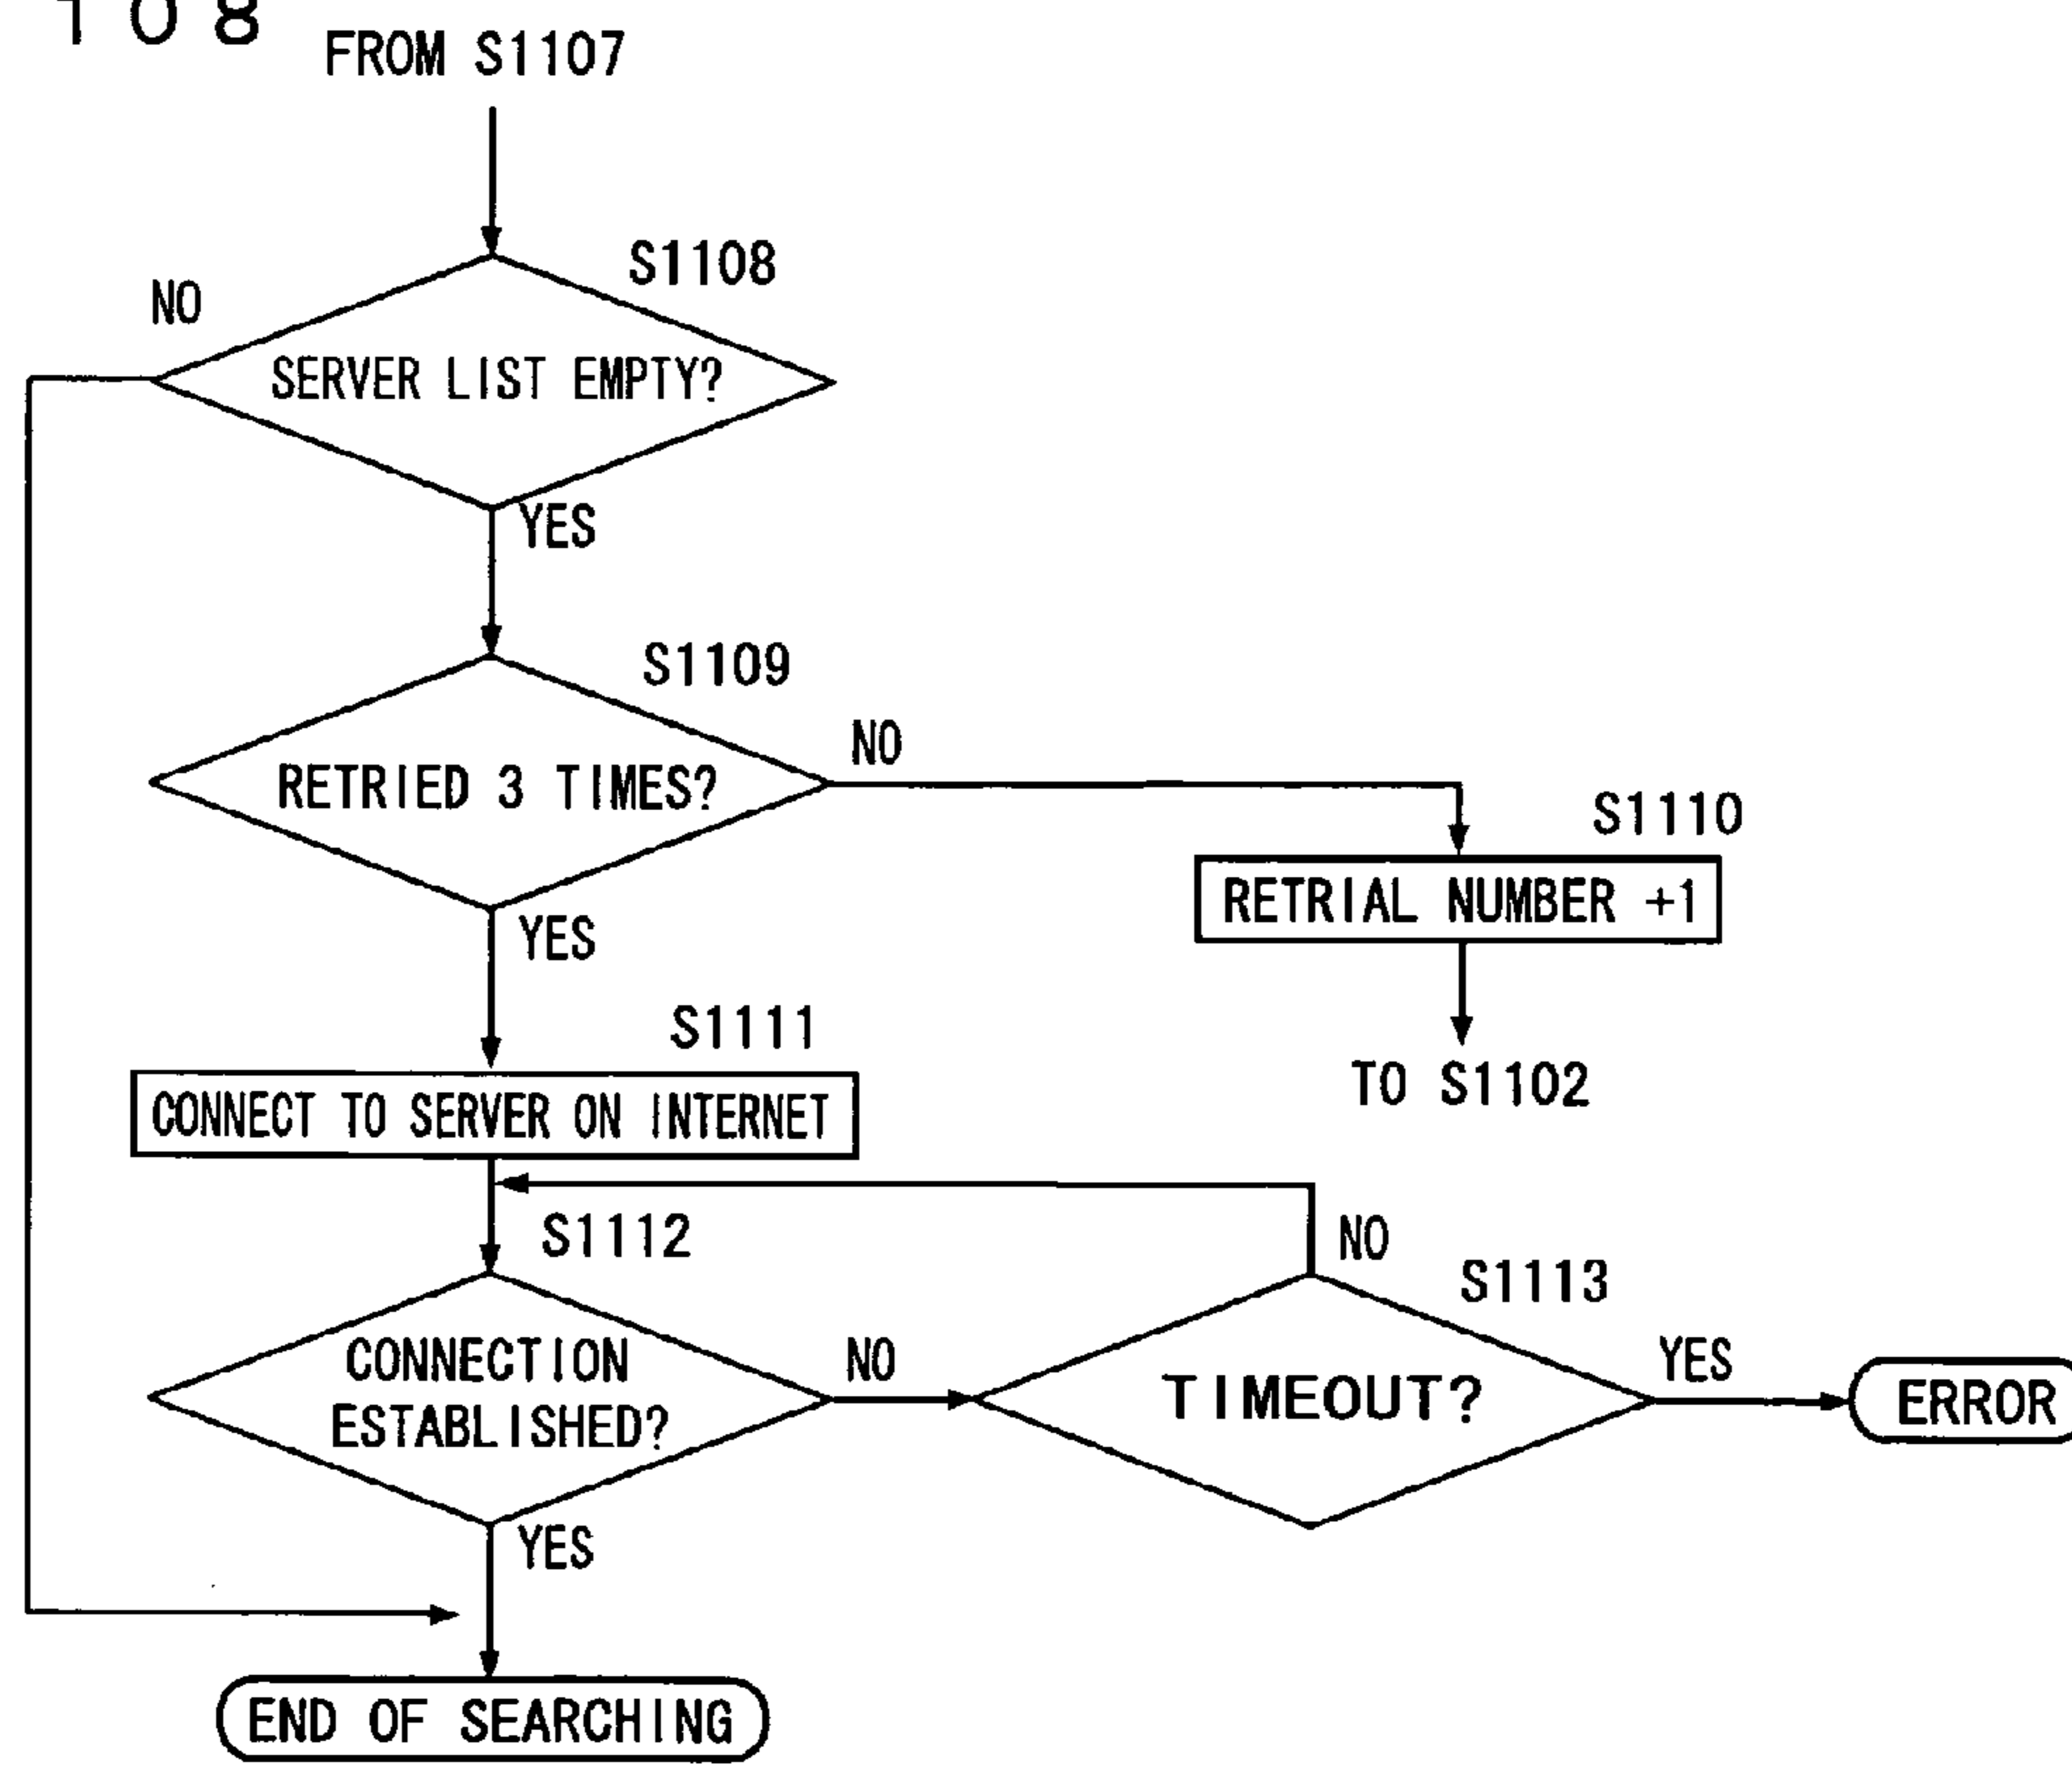 108
FROM S1107
S1108
NO
SERVER LIST EMPTY?
YES
S1109
NO
RETRIED 3 TIMES?
S1110
RETRIAL NUMBER +1
YES
S1111
TO S1102
CONNECT TO SERVER ON INTERNET
S1112
NO
S1113
CONNECTION
ESTABLISHED?
NO
TIMEOUT?
YES
ERROR
YES
END OF SEARCHING